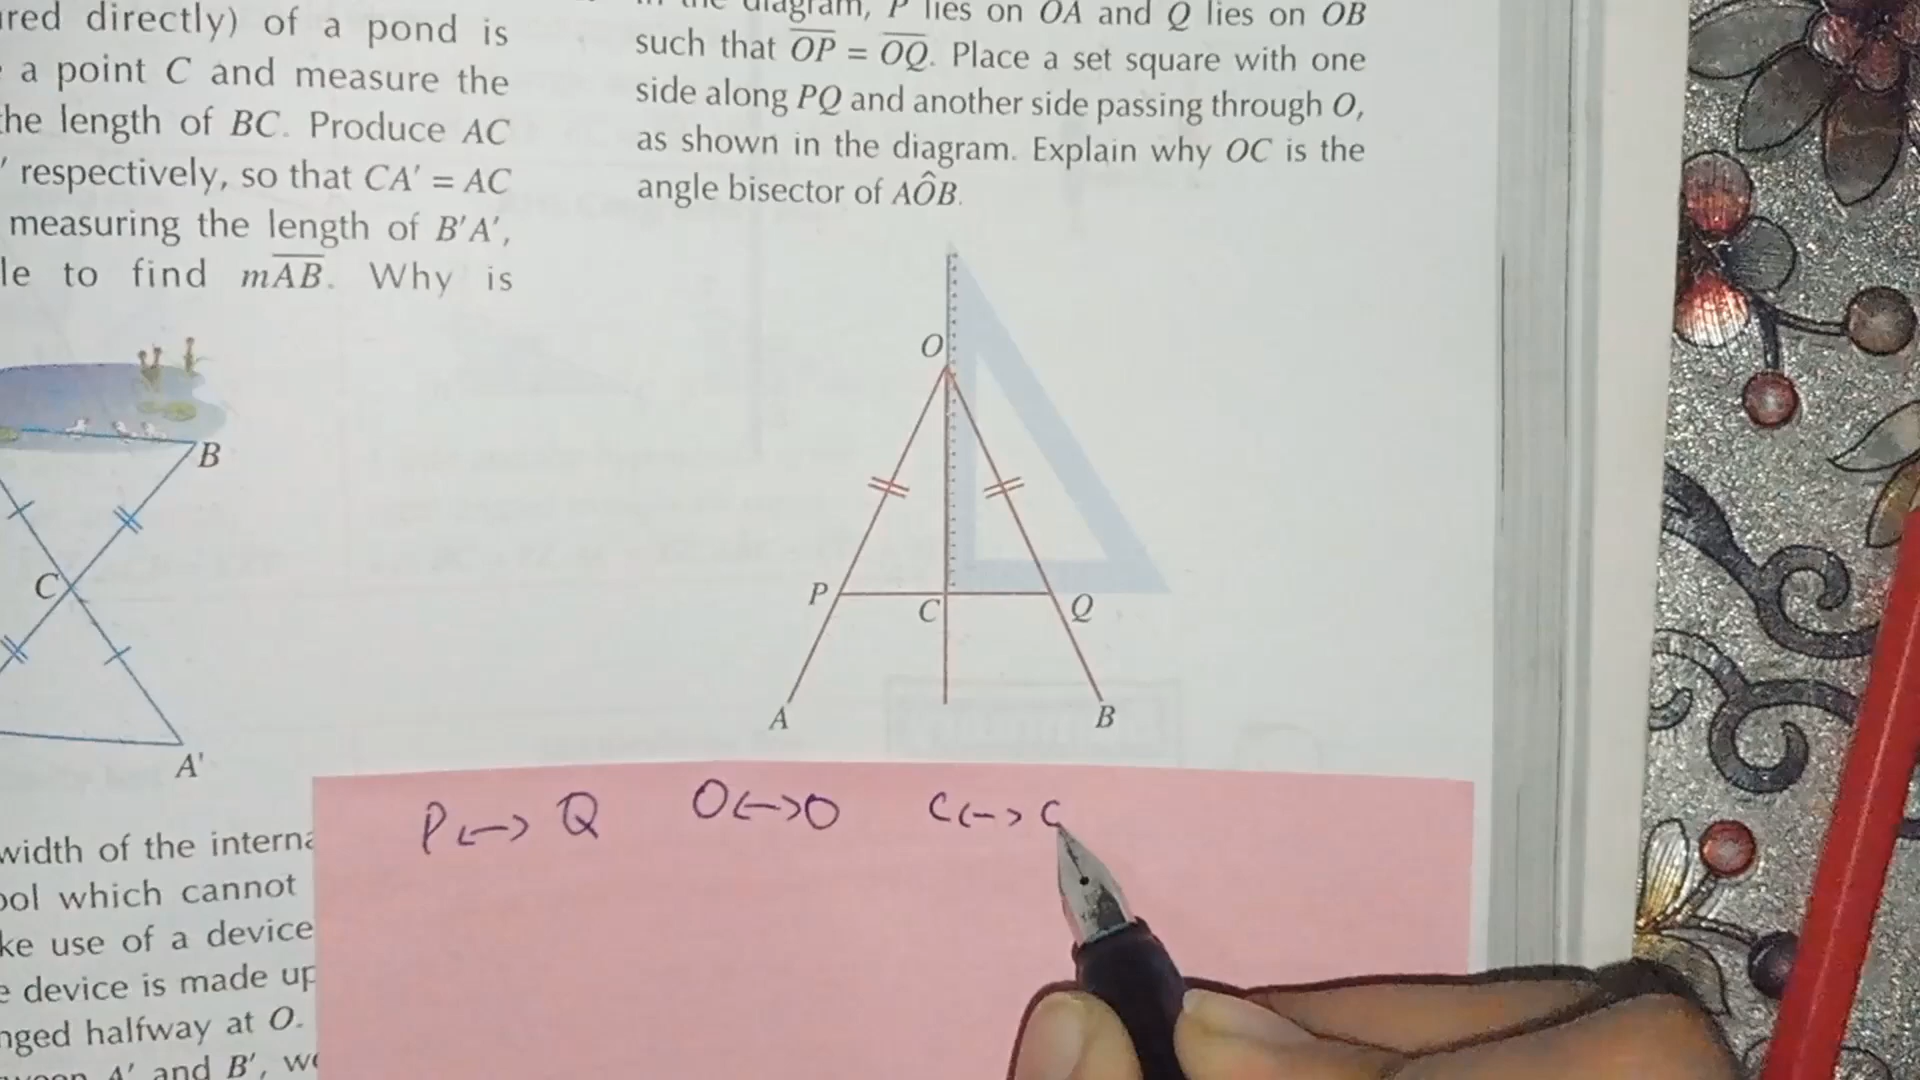 red directly) of a pond is
a point C and measure the
the length of BC. Produce AC
′ respectively, so that CA′ = AC
measuring the length of B′A′,
le to find mAB. Why is
the diagram, P lies on OA and Q lies on OB
such that OP = OQ. Place a set square with one
side along PQ and another side passing through O,
as shown in the diagram. Explain why OC is the
angle bisector of AÔB.
B
C
A'
O
P
C
Q
A
B
P <-> Q O <-> O C <-> C
width of the interna
ool which cannot
ke use of a device
e device is made up
nged halfway at O.
A′ and B′, we